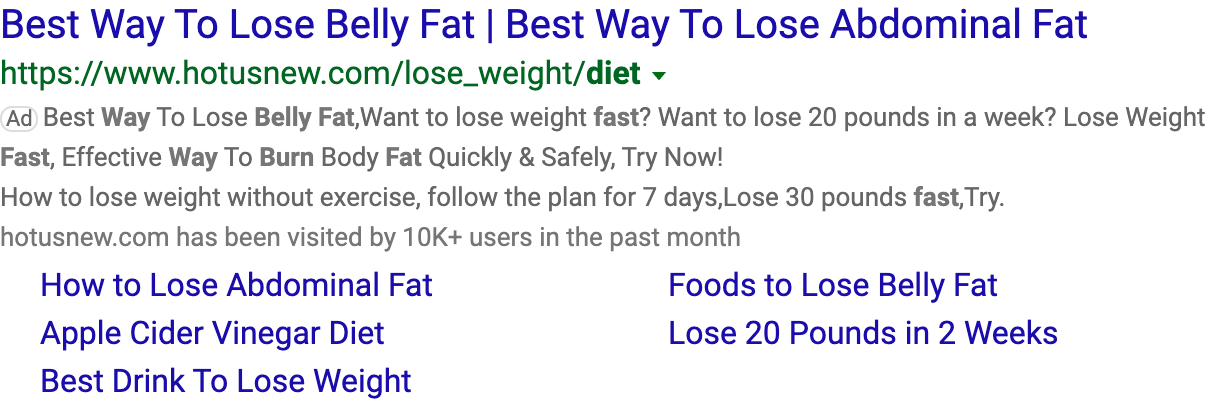 Best Way To Lose Belly Fat | Best Way To Lose Abdominal Fat
https://www.hotusnew.com/lose_weight/diet
Ad Best Way To Lose Belly Fat,Want to lose weight fast? Want to lose 20 pounds in a week? Lose Weight
Fast, Effective Way To Burn Body Fat Quickly & Safely, Try Now!
How to lose weight without exercise, follow the plan for 7 days,Lose 30 pounds fast,Try.
hotusnew.com has been visited by 10K+ users in the past month
How to Lose Abdominal Fat
Foods to Lose Belly Fat
Apple Cider Vinegar Diet
Lose 20 Pounds in 2 Weeks
Best Drink To Lose Weight